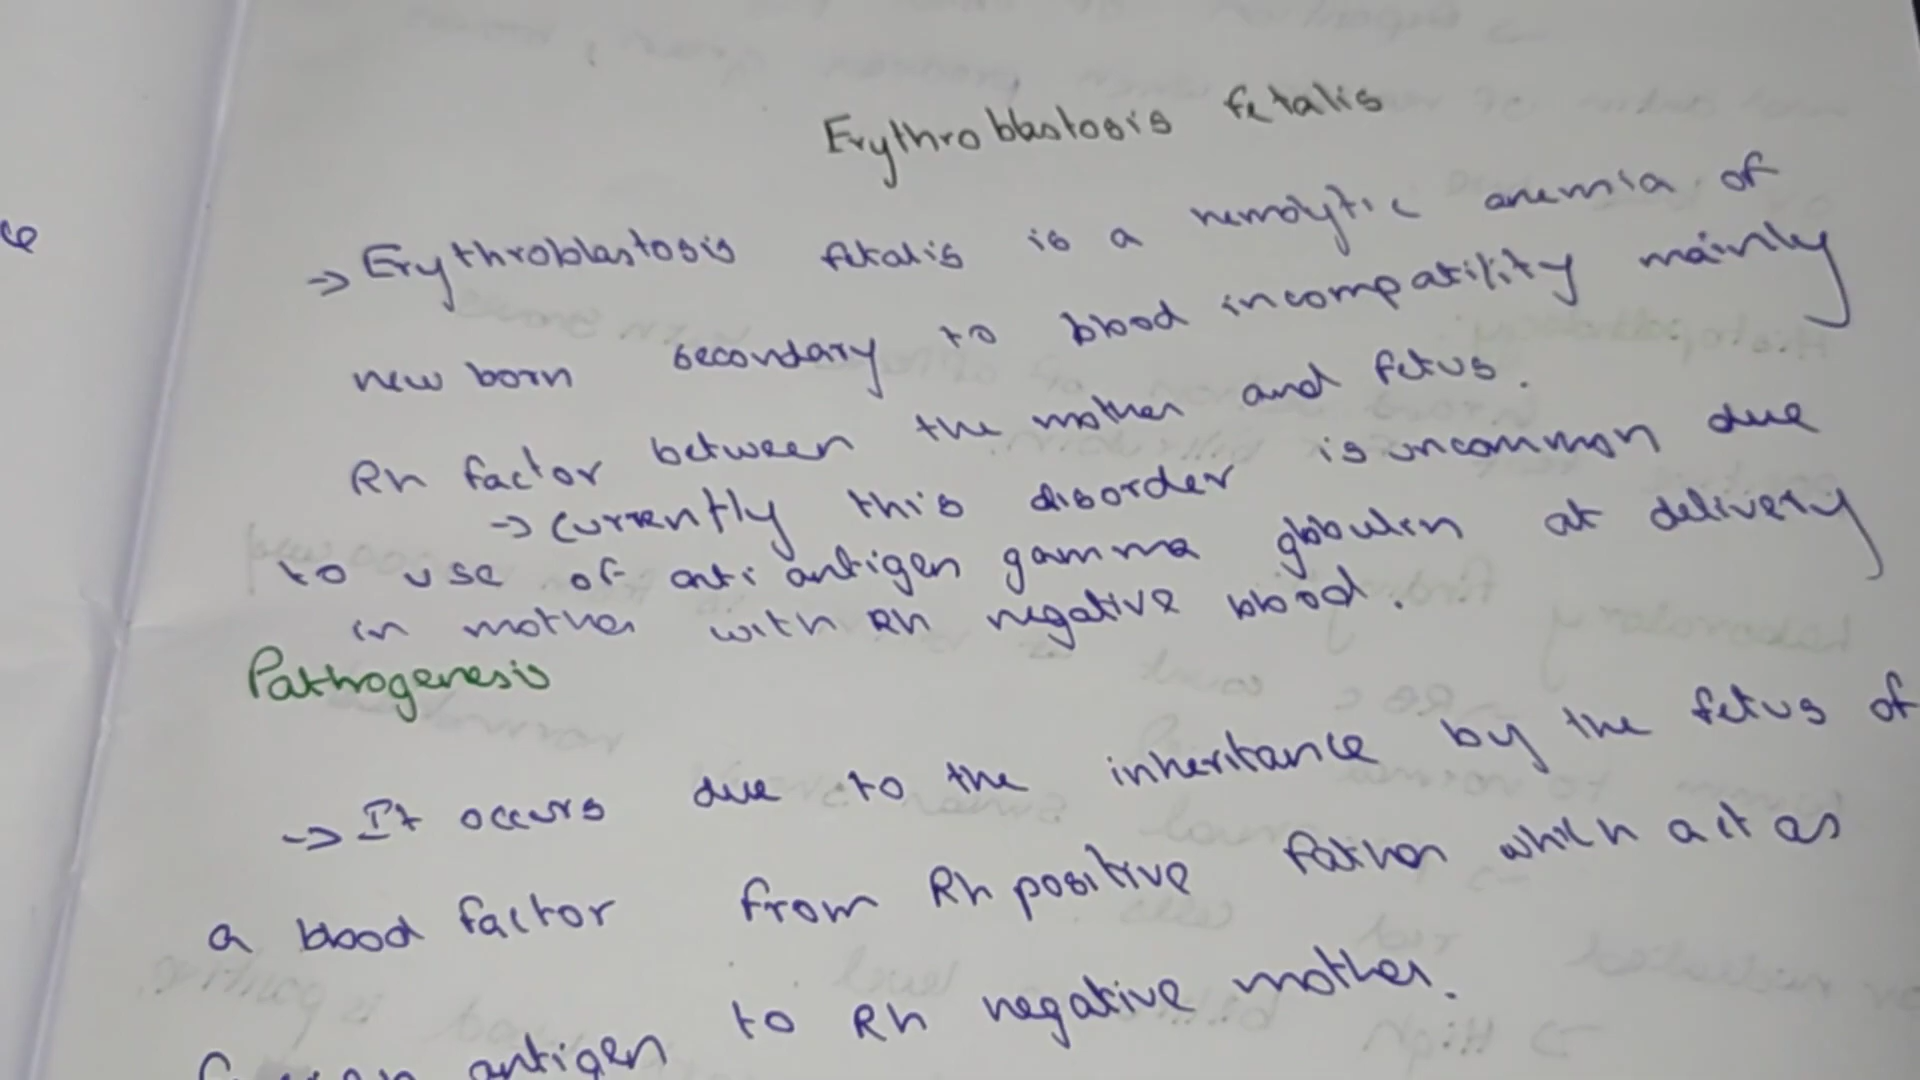 Erythroblastosis fetalis
→ Erythroblastosis fetalis is a hemolytic anemia of
new born secondary to blood incompatility mainly
Rh factor between the mother and fetus.
→ Currently this disorder is uncommon due
to use of anti antigen gamma globulin at delivery
in mother with Rh negative blood.
Pathogenesis
→ It occurs due to the inheritance by the fetus of
a blood factor from Rh positive father which act as
antigen to Rh negative mother.